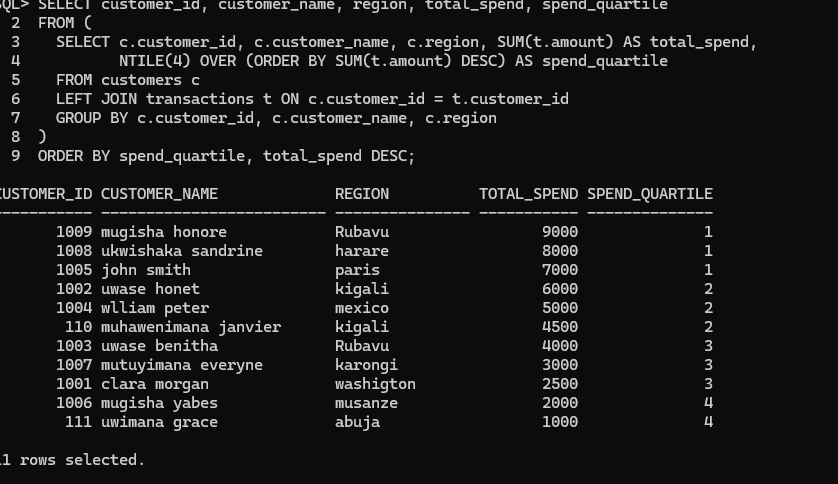 SQL> SELECT customer_id, customer_name, region, total_spend, spend_quartile
2 FROM (
3 SELECT c.customer_id, c.customer_name, c.region, SUM(t.amount) AS total_spend,
4 NTILE(4) OVER (ORDER BY SUM(t.amount) DESC) AS spend_quartile
5 FROM customers c
6 LEFT JOIN transactions t ON c.customer_id = t.customer_id
7 GROUP BY c.customer_id, c.customer_name, c.region
8 )
9 ORDER BY spend_quartile, total_spend DESC;
CUSTOMER_ID CUSTOMER_NAME REGION TOTAL_SPEND SPEND_QUARTILE
----------- ------------------------- --------------- ----------- --------------
1009 mugisha honore Rubavu 9000 1
1008 ukwishaka sandrine harare 8000 1
1005 john smith paris 7000 1
1002 uwase honet kigali 6000 2
1004 wlliam peter mexico 5000 2
110 muhawenimana janvier kigali 4500 2
1003 uwase benitha Rubavu 4000 3
1007 mutuyimana everyne karongi 3000 3
1001 clara morgan washigton 2500 3
1006 mugisha yabes musanze 2000 4
111 uwimana grace abuja 1000 4
11 rows selected.